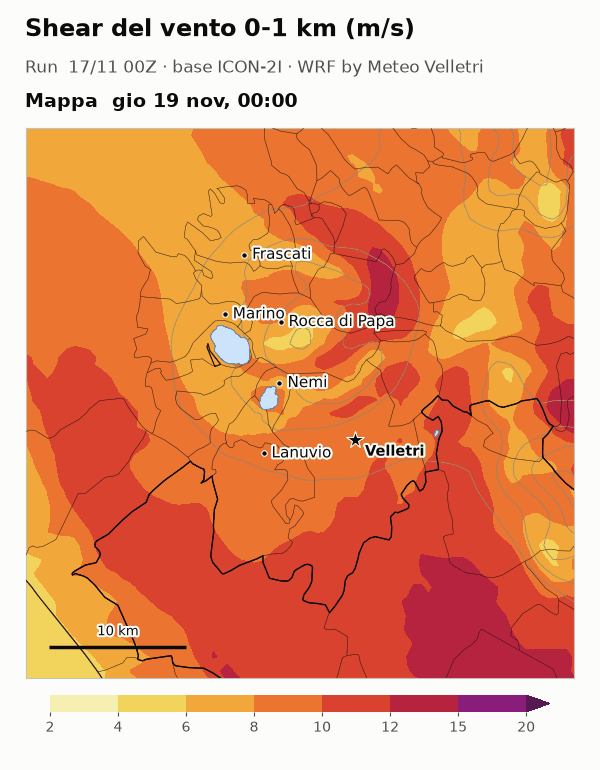 Shear del vento 0-1 km (m/s)
Run  17/11 00Z · base ICON-2I · WRF by Meteo Velletri
Mappa  gio 19 nov, 00:00
Frascati
Marino
Rocca di Papa
Nemi
Velletri
Lanuvio
10 km
2 4 6 8 10 12 15 20